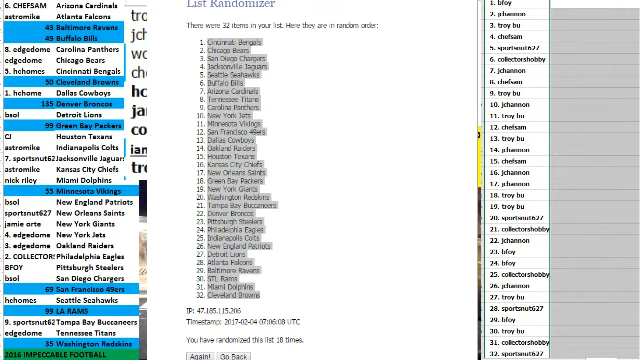 6. CHEFSAM Arizona Cardinals
astromike Atlanta Falcons
43 Baltimore Ravens
49 Buffalo Bills
8. edgedome Carolina Panthers
edgedome Chicago Bears
5. hchomes Cincinnati Bengals
50 Cleveland Browns
1. hchome Dallas Cowboys
135 Denver Broncos
bsol Detroit Lions
99 Green Bay Packers
CJ Houston Texans
astromike Indianapolis Colts
7. sportsnut62 Jacksonville Jaguars
astromike Kansas City Chiefs
nick riley Miami Dolphins
55 Minnesota Vikings
bsol New England Patriots
sportsnut627 New Orleans Saints
jamie orte New York Giants
4. edgedome New York Jets
3. edgedome Oakland Raiders
2. COLLECTORS Philadelphia Eagles
BFOY Pittsburgh Steelers
bsol San Diego Chargers
69 San Francisco 49ers
hchomes Seattle Seahawks
99 LA RAMS
9. sportsnut62 Tampa Bay Buccaneers
edgedome Tennessee Titans
35 Washington Redskins
2016 IMPECCABLE FOOTBALL
List Randomizer
There were 32 items in your list. Here they are in random order:
1. Cincinnati Bengals
2. Chicago Bears
3. San Diego Chargers
4. Jacksonville Jaguars
5. Seattle Seahawks
6. Buffalo Bills
7. Arizona Cardinals
8. Tennessee Titans
9. Carolina Panthers
10. New York Jets
11. Minnesota Vikings
12. San Francisco 49ers
13. Dallas Cowboys
14. Oakland Raiders
15. Houston Texans
16. Kansas City Chiefs
17. New Orleans Saints
18. Green Bay Packers
19. New York Giants
20. Washington Redskins
21. Tampa Bay Buccaneers
22. Denver Broncos
23. Pittsburgh Steelers
24. Philadelphia Eagles
25. Indianapolis Colts
26. New England Patriots
27. Detroit Lions
28. Atlanta Falcons
29. Baltimore Ravens
30. STL Rams
31. Miami Dolphins
32. Cleveland Browns
IP: 47.185.115.206
Timestamp: 2017-02-04 07:06:08 UTC
You have randomized this list 18 times.
Again! Go Back
1. bfoy
2. jchannon
3. troy bu
4. chefsam
5. sportsnut627
6. collectorshobby
7. jchannon
8. chefsam
9. troy bu
10. jchannon
11. troy bu
12. chefsam
13. troy bu
14. jchannon
15. chefsam
16. jchannon
17. jchannon
18. troy bu
19. troy bu
20. sportsnut627
21. collectorshobby
22. jchannon
23. bfoy
24. bfoy
25. collectorshobby
26. jchannon
27. troy bu
28. sportsnut627
29. bfoy
30. troy bu
31. collectorshobby
32. sportsnut627